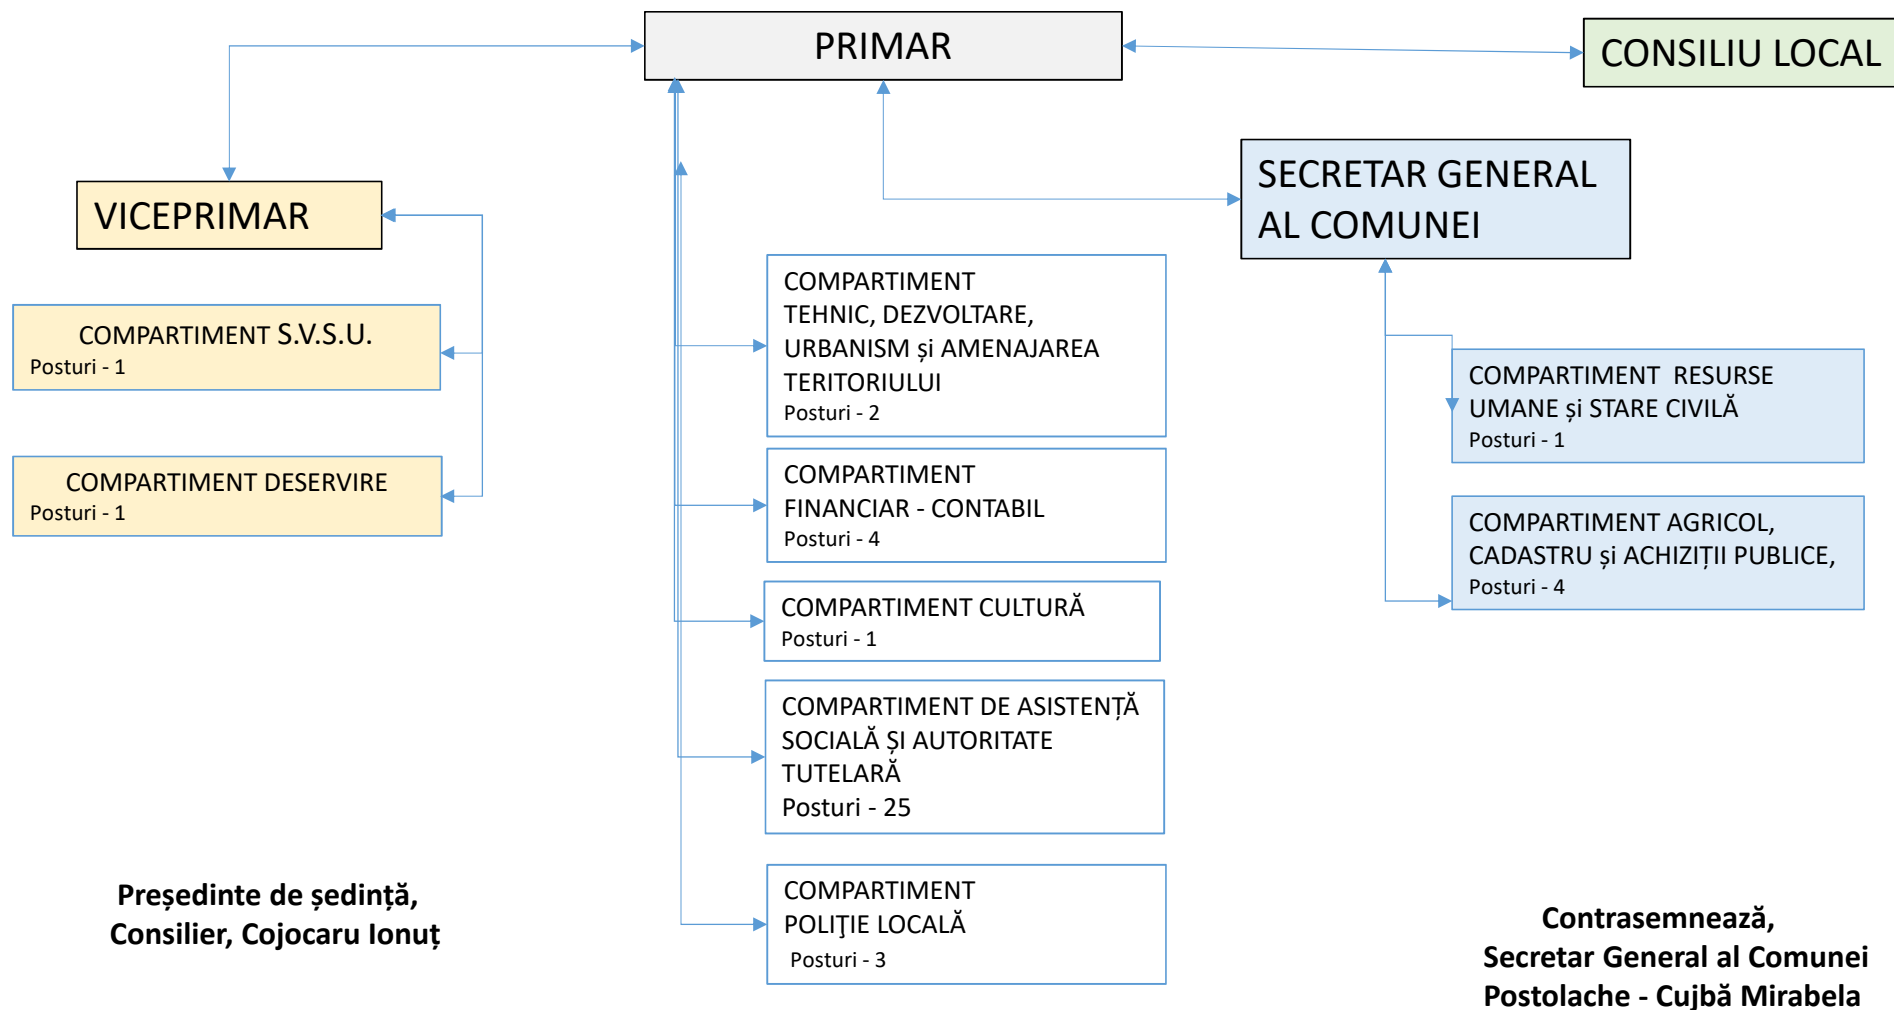 PRIMAR
CONSILIU LOCAL
VICEPRIMAR
SECRETAR GENERAL
AL COMUNEI
COMPARTIMENT S.V.S.U.
Posturi - 1
COMPARTIMENT DESERVIRE
Posturi - 1
COMPARTIMENT
TEHNIC, DEZVOLTARE,
URBANISM și AMENAJAREA
TERITORIULUI
Posturi - 2
COMPARTIMENT
FINANCIAR - CONTABIL
Posturi - 4
COMPARTIMENT CULTURĂ
Posturi - 1
COMPARTIMENT DE ASISTENȚĂ
SOCIALĂ ȘI AUTORITATE
TUTELARĂ
Posturi - 25
COMPARTIMENT
POLIŢIE LOCALĂ
Posturi - 3
COMPARTIMENT  RESURSE
UMANE și STARE CIVILĂ
Posturi - 1
COMPARTIMENT AGRICOL,
CADASTRU și ACHIZIȚII PUBLICE,
Posturi - 4
Președinte de ședință,
Consilier, Cojocaru Ionuț
Contrasemnează,
Secretar General al Comunei
Postolache - Cujbă Mirabela